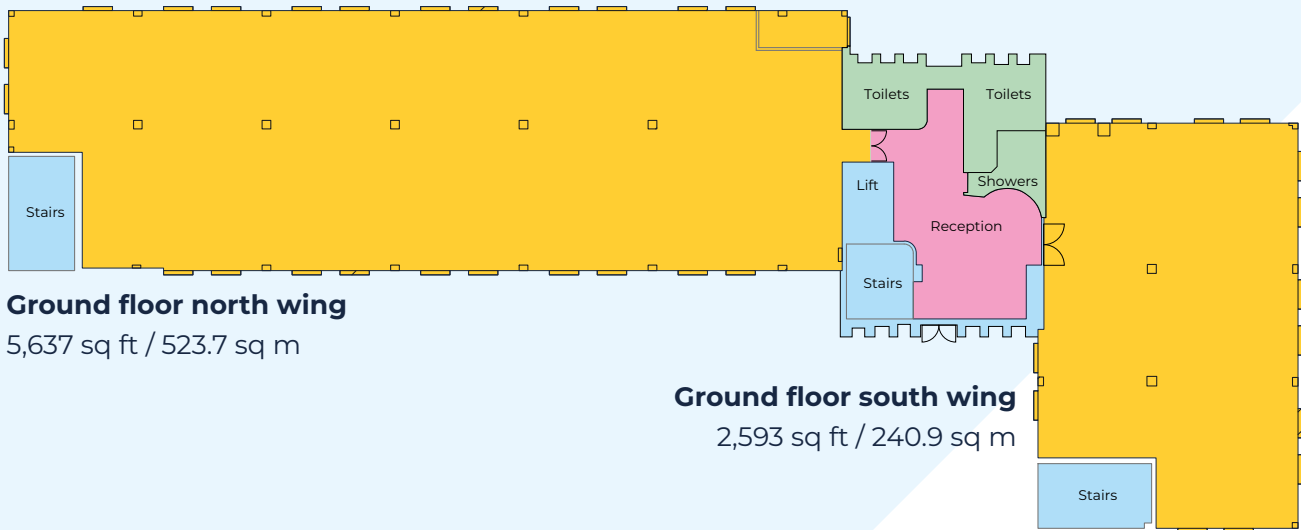 Toilets
Toilets
Lift
Showers
Stairs
Reception
Stairs
Ground floor north wing
5,637 sq ft / 523.7 sq m
Ground floor south wing
2,593 sq ft / 240.9 sq m
Stairs